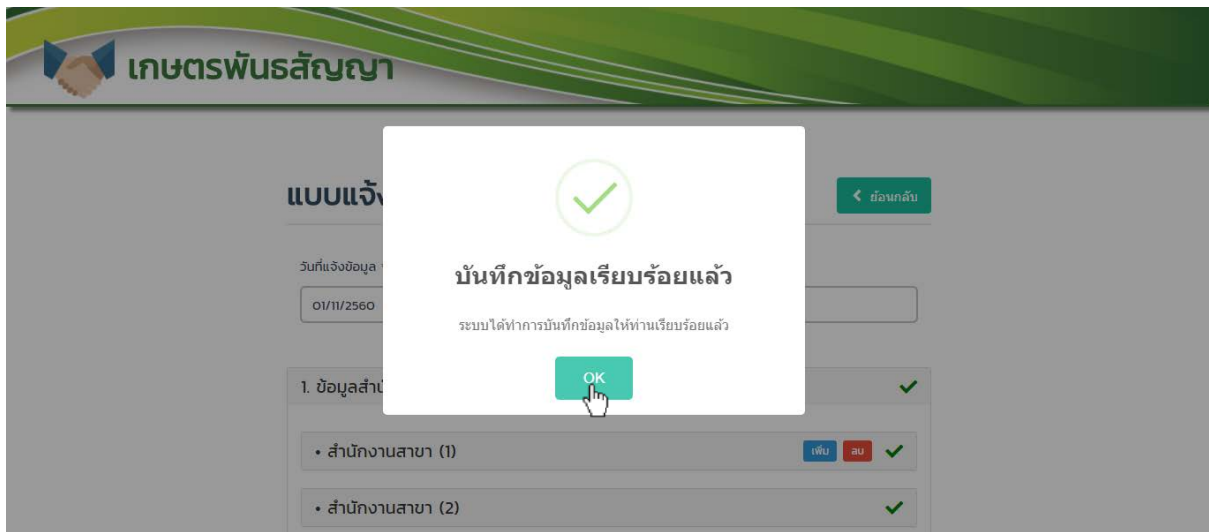 เกษตรพันธสัญญา
แบบแจ้ง
ย้อนกลับ
วันที่แจ้งข้อมูล
01/11/2560
บันทึกข้อมูลเรียบร้อยแล้ว
ระบบได้ทำการบันทึกข้อมูลให้ท่านเรียบร้อยแล้ว
OK
1. ข้อมูลสำนั
• สำนักงานสาขา (1) เพิ่ม ลบ
• สำนักงานสาขา (2)